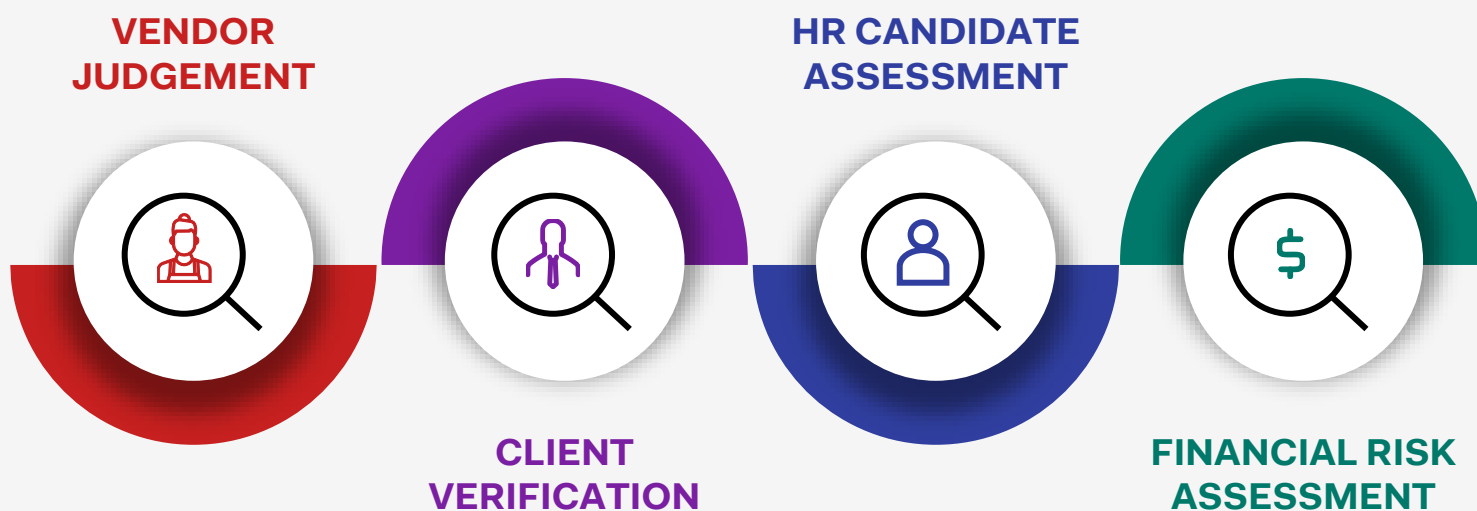 VENDOR
JUDGEMENT
CLIENT
VERIFICATION
HR CANDIDATE
ASSESSMENT
$
FINANCIAL RISK
ASSESSMENT